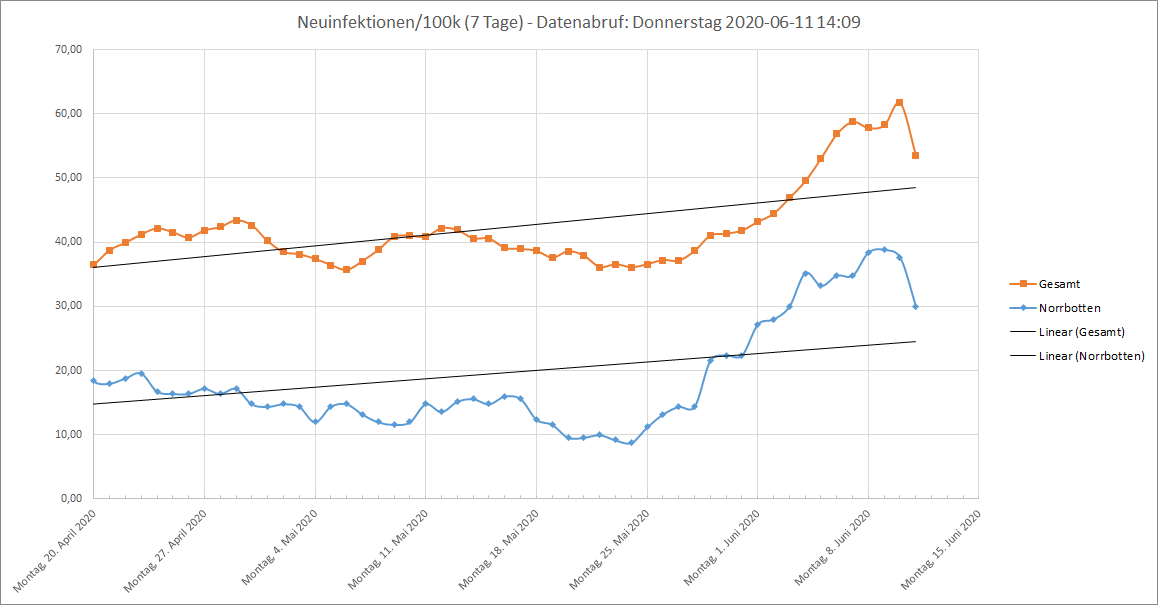 Neuinfektionen/100k (7 Tage) - Datenabruf: Donnerstag 2020-06-11 14:09
70,00
60,00
50,00
40,00
30,00
20,00
10,00
0,00
Montag, 20. April 2020
Montag, 27. April 2020
Montag, 4. Mai 2020
Montag, 11. Mai 2020
Montag, 18. Mai 2020
Montag, 25. Mai 2020
Montag, 1. Juni 2020
Montag, 8. Juni 2020
Montag, 15. Juni 2020
Gesamt
Norrbotten
Linear (Gesamt)
Linear (Norrbotten)